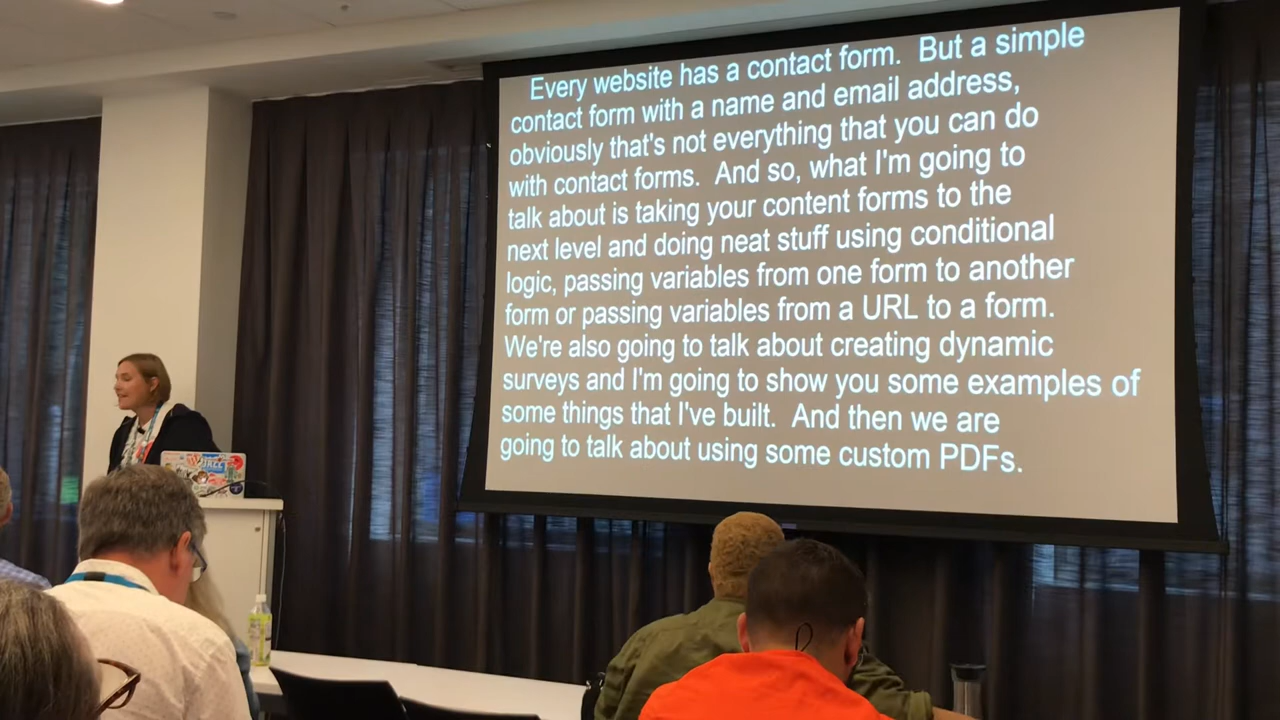 Every website has a contact form. But a simple
contact form with a name and email address,
obviously that's not everything that you can do
with contact forms. And so, what I'm going to
talk about is taking your content forms to the
next level and doing neat stuff using conditional
logic, passing variables from one form to another
form or passing variables from a URL to a form.
We're also going to talk about creating dynamic
surveys and I'm going to show you some examples of
some things that I've built. And then we are
going to talk about using some custom PDFs.